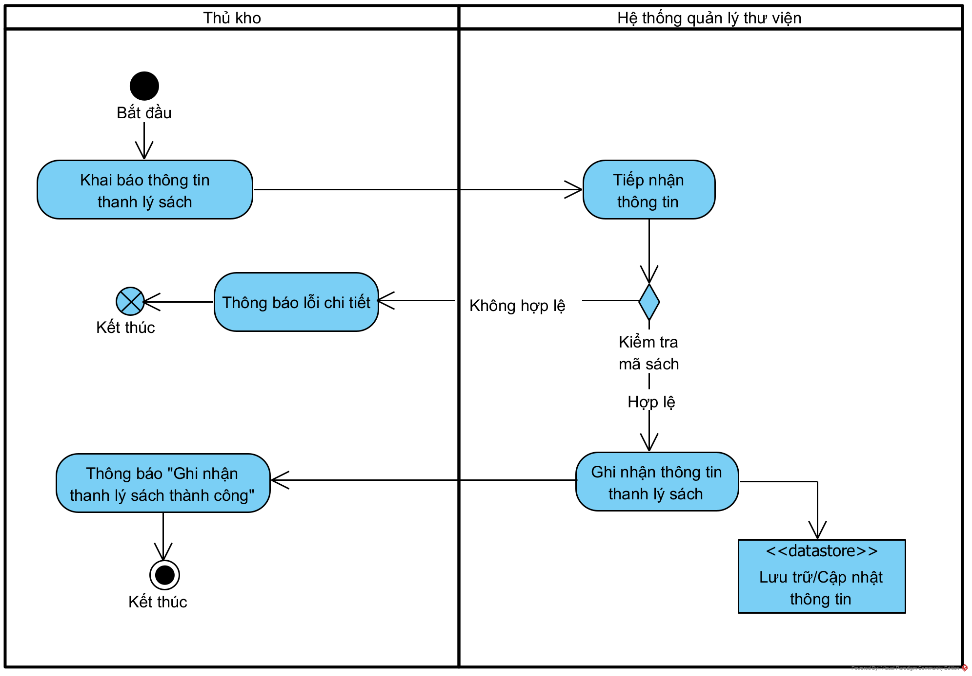 Thủ kho
Hệ thống quản lý thư viện
Bắt đầu
Khai báo thông tin
thanh lý sách
Tiếp nhận
thông tin
Thông báo lỗi chi tiết
Không hợp lệ
Kết thúc
Kiểm tra
mã sách
Hợp lệ
Thông báo "Ghi nhận
thanh lý sách thành công"
Ghi nhận thông tin
thanh lý sách
<<datastore>>
Lưu trữ/Cập nhật
thông tin
Kết thúc